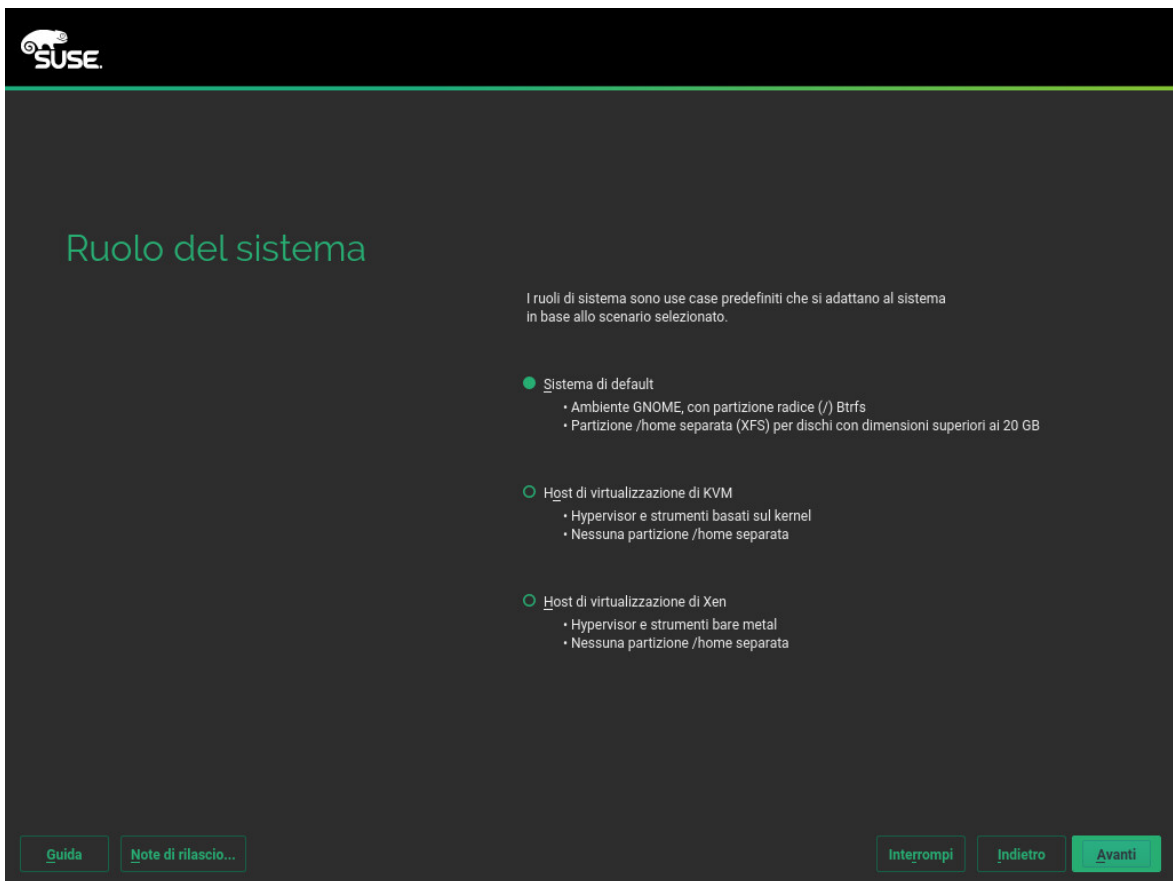 SUSE.
Ruolo del sistema
I ruoli di sistema sono use case predefiniti che si adattano al sistema
in base allo scenario selezionato.
Sistema di default
• Ambiente GNOME, con partizione radice (/) Btrfs
• Partizione /home separata (XFS) per dischi con dimensioni superiori ai 20 GB
Host di virtualizzazione di KVM
• Hypervisor e strumenti basati sul kernel
• Nessuna partizione /home separata
Host di virtualizzazione di Xen
• Hypervisor e strumenti bare metal
• Nessuna partizione /home separata
Guida Note di rilascio... Interrompi Indietro Avanti